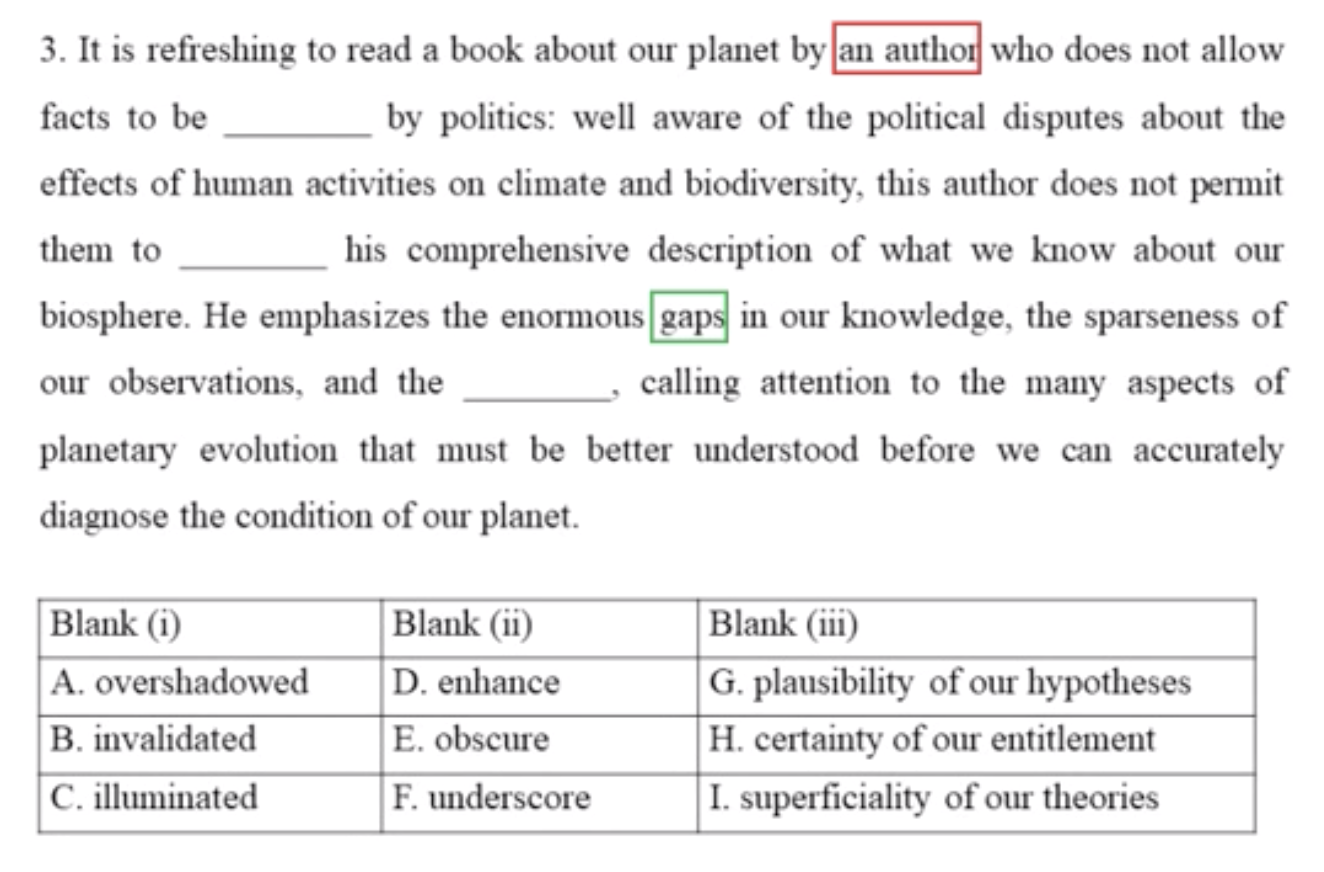 3. It is refreshing to read a book about our planet by an author who does not allow
facts to be ________ by politics: well aware of the political disputes about the
effects of human activities on climate and biodiversity, this author does not permit
them to ________ his comprehensive description of what we know about our
biosphere. He emphasizes the enormous gaps in our knowledge, the sparseness of
our observations, and the ________, calling attention to the many aspects of
planetary evolution that must be better understood before we can accurately
diagnose the condition of our planet.
Blank (i) Blank (ii) Blank (iii)
A. overshadowed D. enhance G. plausibility of our hypotheses
B. invalidated E. obscure H. certainty of our entitlement
C. illuminated F. underscore I. superficiality of our theories